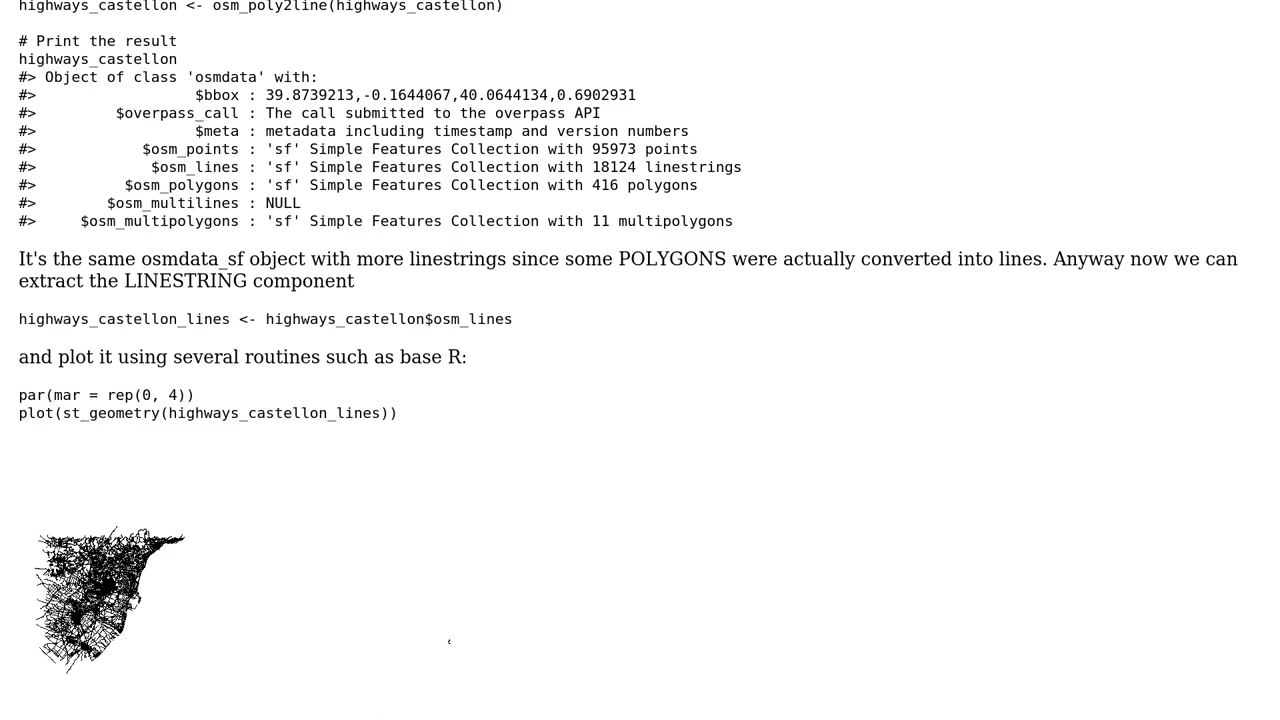 highways_castellon <- osm_poly2line(highways_castellon)
# Print the result
highways_castellon
#> Object of class 'osmdata' with:
#>                  $bbox : 39.8739213,-0.1644067,40.0644134,0.6902931
#>         $overpass_call : The call submitted to the overpass API
#>                  $meta : metadata including timestamp and version numbers
#>            $osm_points : 'sf' Simple Features Collection with 95973 points
#>             $osm_lines : 'sf' Simple Features Collection with 18124 linestrings
#>          $osm_polygons : 'sf' Simple Features Collection with 416 polygons
#>        $osm_multilines : NULL
#>     $osm_multipolygons : 'sf' Simple Features Collection with 11 multipolygons
It's the same osmdata_sf object with more linestrings since some POLYGONS were actually converted into lines. Anyway now we can
extract the LINESTRING component
highways_castellon_lines <- highways_castellon$osm_lines
and plot it using several routines such as base R:
par(mar = rep(0, 4))
plot(st_geometry(highways_castellon_lines))